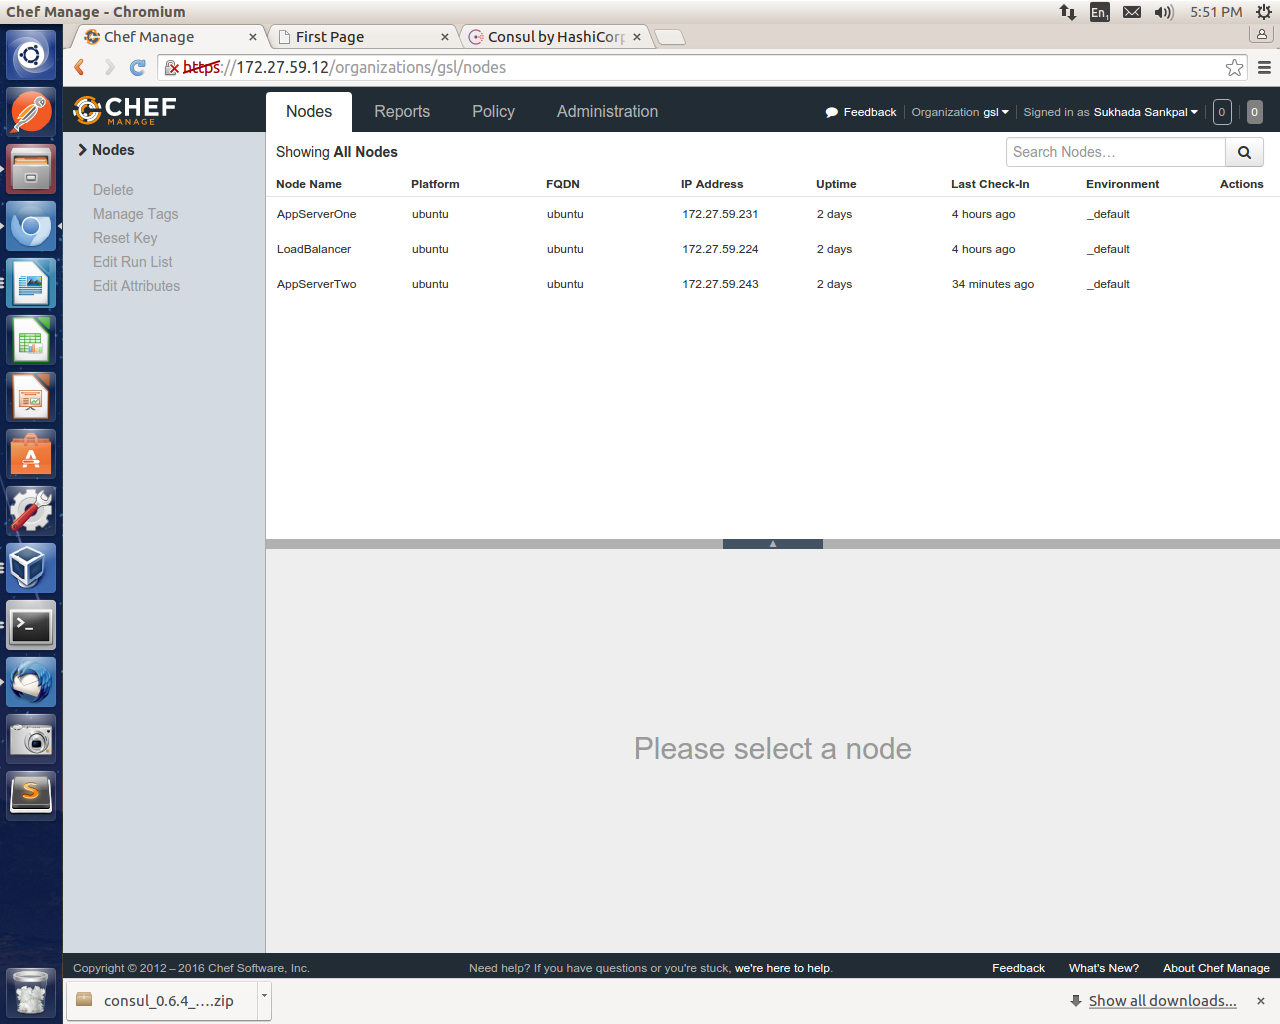 Chef Manage - Chromium
En1
5:51 PM
Chef Manage
First Page
Consul by HashiCorp
https://172.27.59.12/organizations/gsl/nodes
CHEF
MANAGE
Nodes
Reports
Policy
Administration
Feedback
Organization gsl
Signed in as Sukhada Sankpal
0
0
Nodes
Delete
Manage Tags
Reset Key
Edit Run List
Edit Attributes
Showing All Nodes
Search Nodes...
Node Name Platform FQDN IP Address Uptime Last Check-In Environment Actions
AppServerOne ubuntu ubuntu 172.27.59.231 2 days 4 hours ago _default
LoadBalancer ubuntu ubuntu 172.27.59.224 2 days 4 hours ago _default
AppServerTwo ubuntu ubuntu 172.27.59.243 2 days 34 minutes ago _default
Please select a node
Copyright © 2012 – 2016 Chef Software, Inc.
Need help? If you have questions or you're stuck, we're here to help.
Feedback
What's New?
About Chef Manage
consul_0.6.4_....zip
Show all downloads...